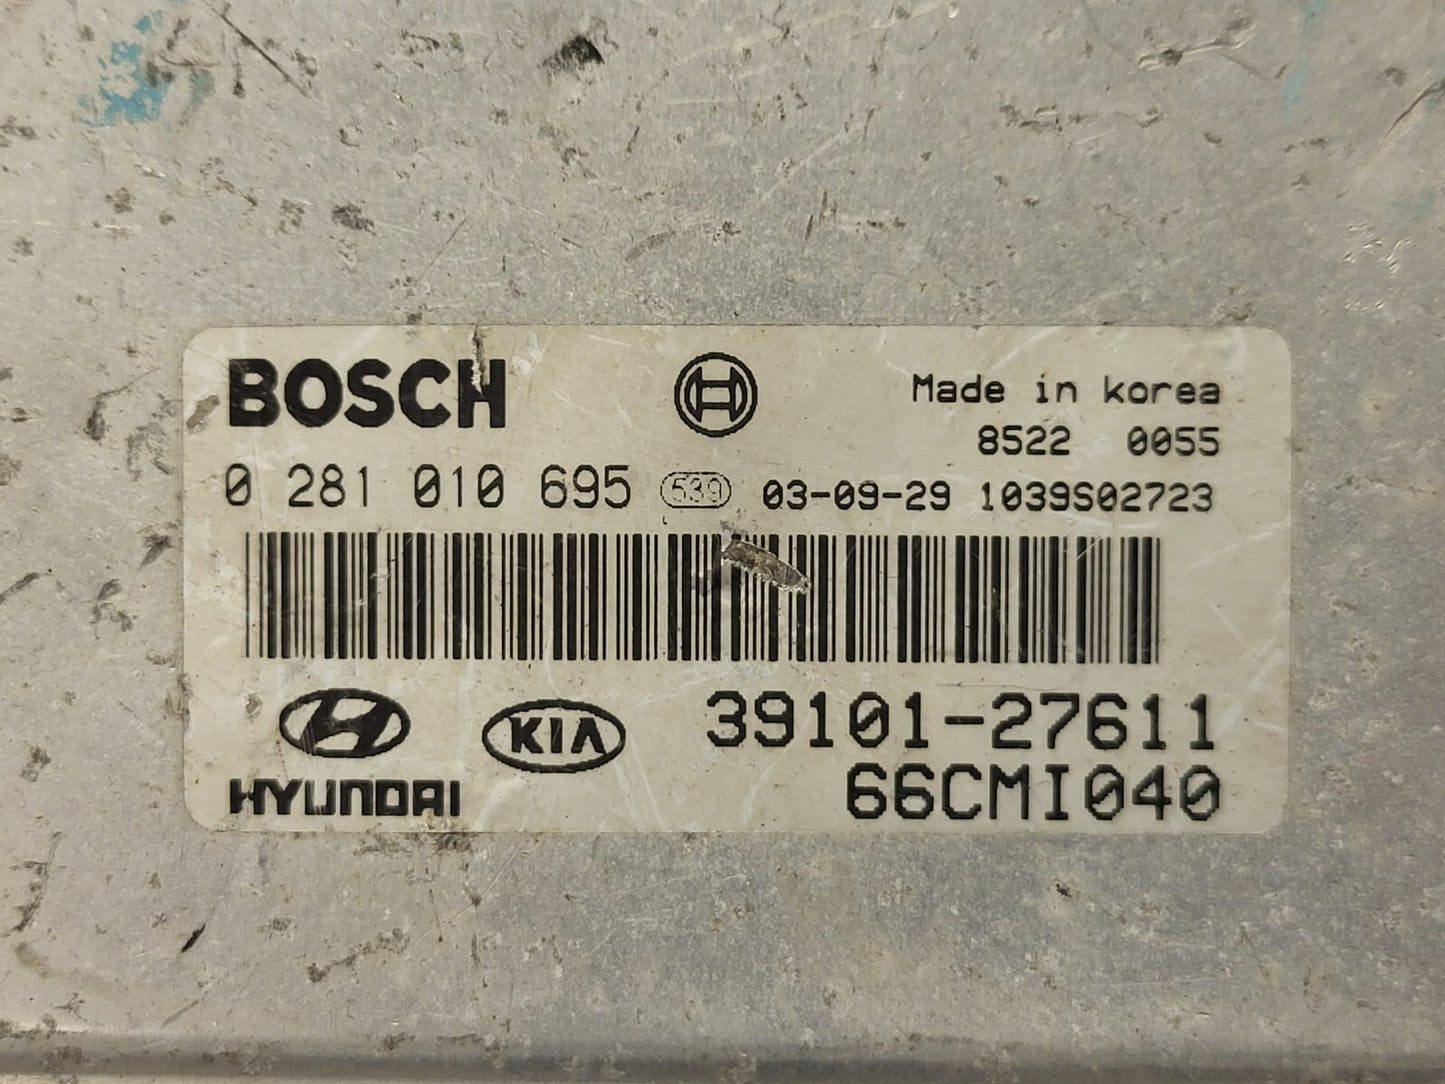 BOSCH
Made in korea
8522 0055
0 281 010 695 539 03-09-29 1039S02723
HYUNDAI KIA 39101-27611
66CMI040